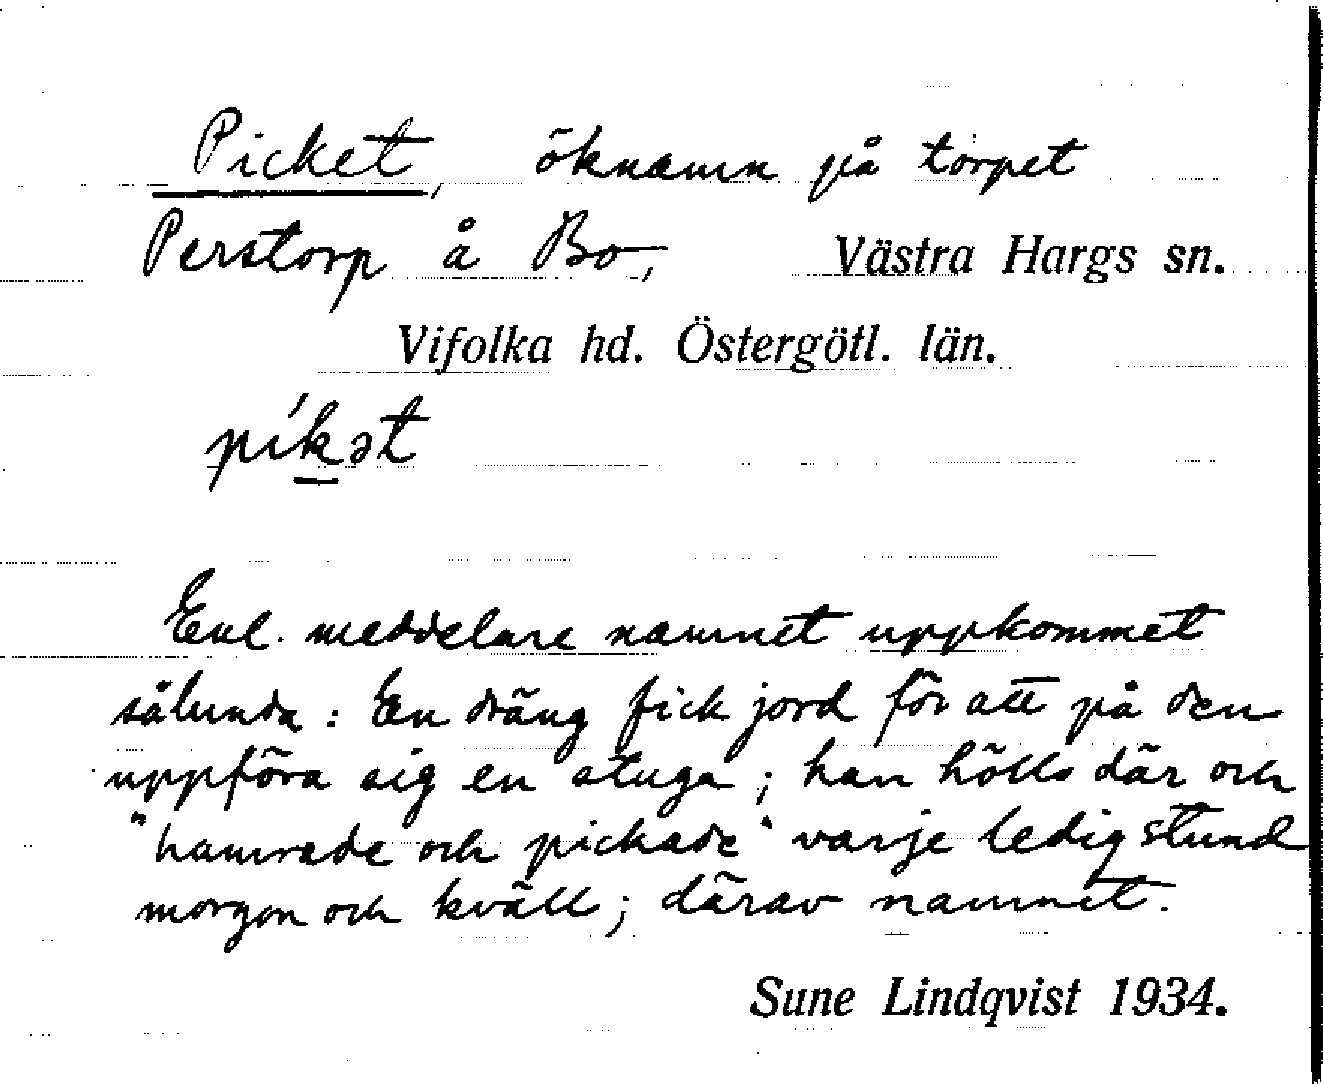 Picket, öknamn på torpet
Perstorp å Bo, Västra Hargs sn.
Vifolka hd. Östergötl. län.
píkət
Enl. meddelare namnet uppkommet
sålunda: En dräng fick jord för att på den
uppföra sig en stuga; han hölls där och
"hamrade och pickade" varje ledig stund
morgon och kväll; därav namnet.
Sune Lindqvist 1934.